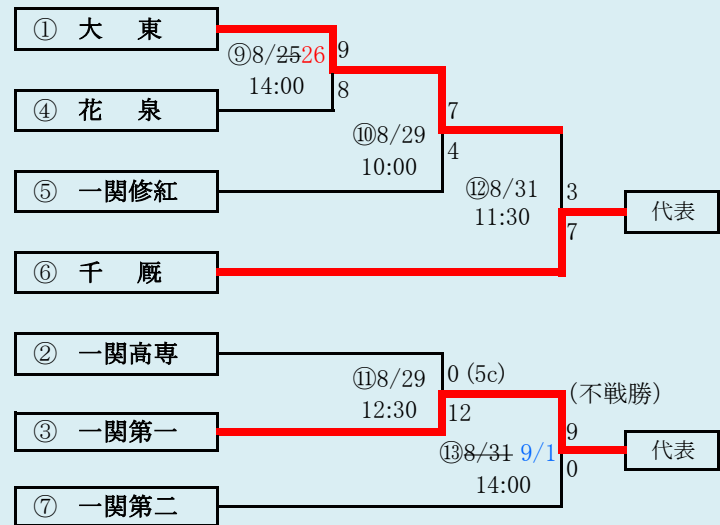 ① 大 東
⑨8/2526
9
14:00
8
④ 花 泉
7
⑩8/29
4
10:00
⑤ 一関修紅
⑫8/31
3
11:30
代表
7
⑥ 千 厩
② 一関高専
0 (5c)
⑪8/29
(不戦勝)
12:30
12
③ 一関第一
9
⑬8/31 9/1
代表
0
14:00
⑦ 一関第二